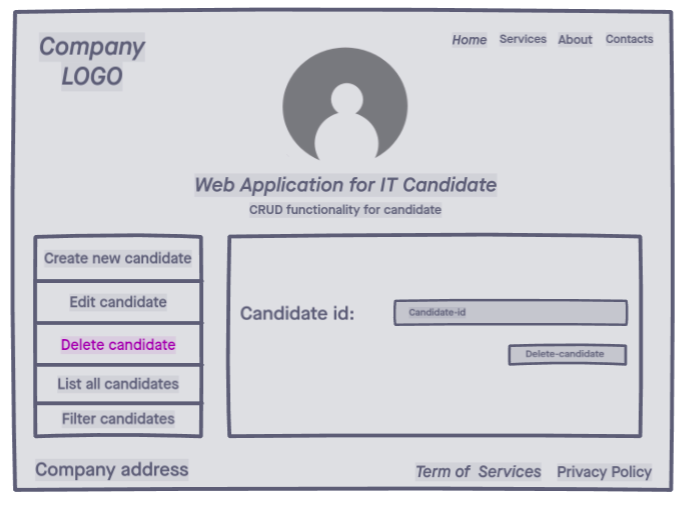 Company
LOGO
Home Services About Contacts
Web Application for IT Candidate
CRUD functionality for candidate
Create new candidate
Edit candidate
Delete candidate
List all candidates
Filter candidates
Candidate id:
Candidate-id
Delete-candidate
Company address
Term of Services Privacy Policy